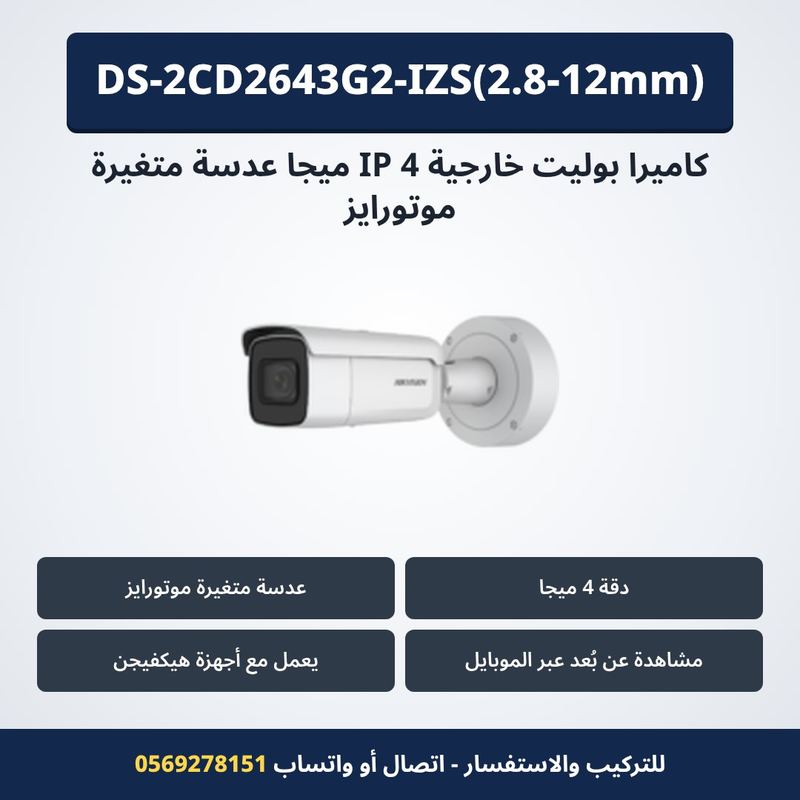 DS-2CD2643G2-IZS(2.8-12mm)
كاميرا بوليت خارجية IP 4 ميجا عدسة متغيرة
موتورايز
HIKVISION
دقة 4 ميجا
عدسة متغيرة موتورايز
مشاهدة عن بُعد عبر الموبايل
يعمل مع أجهزة هيكفيجن
للتركيب والاستفسار - اتصال أو واتساب 0569278151